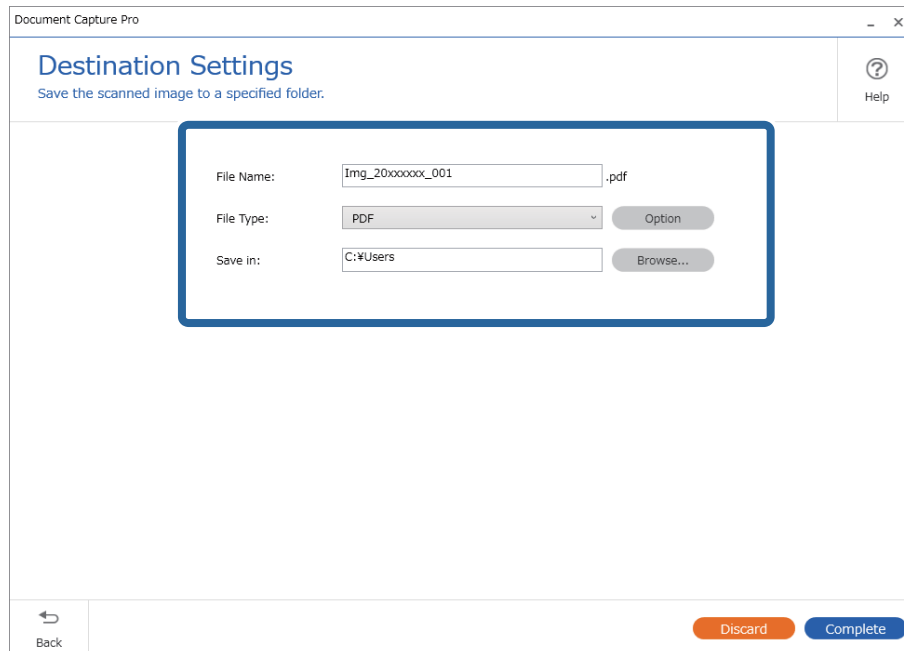 Document Capture Pro
Destination Settings
Save the scanned image to a specified folder.
Help
File Name: Img_20xxxxxx_001 .pdf
File Type: PDF Option
Save in: C:¥Users Browse...
Back
Discard Complete